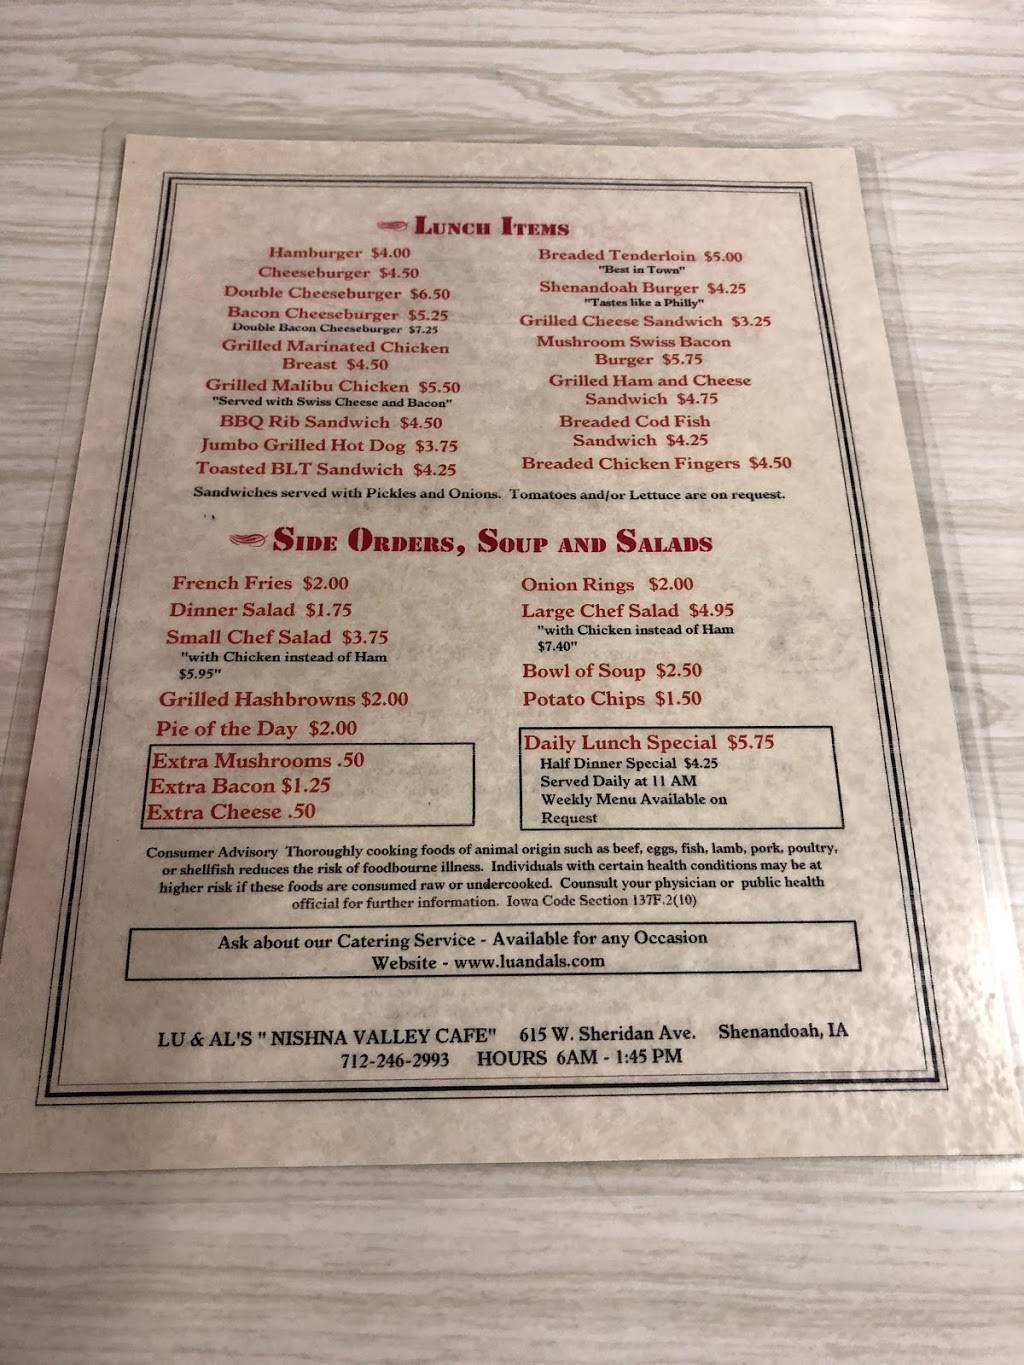 LUNCH ITEMS
Hamburger $4.00
Cheeseburger $4.50
Double Cheeseburger $6.50
Bacon Cheeseburger $5.25
Double Bacon Cheeseburger $7.25
Grilled Marinated Chicken
Breast $4.50
Grilled Malibu Chicken $5.50
"Served with Swiss Cheese and Bacon"
BBQ Rib Sandwich $4.50
Jumbo Grilled Hot Dog $3.75
Toasted BLT Sandwich $4.25
Breaded Tenderloin $5.00
"Best in Town"
Shenandoah Burger $4.25
"Tastes like a Philly"
Grilled Cheese Sandwich $3.25
Mushroom Swiss Bacon
Burger $5.75
Grilled Ham and Cheese
Sandwich $4.75
Breaded Cod Fish
Sandwich $4.25
Breaded Chicken Fingers $4.50
Sandwiches served with Pickles and Onions. Tomatoes and/or Lettuce are on request.
SIDE ORDERS, SOUP AND SALADS
French Fries $2.00
Dinner Salad $1.75
Small Chef Salad $3.75
"with Chicken instead of Ham
$5.95"
Grilled Hashbrowns $2.00
Pie of the Day $2.00
Extra Mushrooms .50
Extra Bacon $1.25
Extra Cheese .50
Onion Rings $2.00
Large Chef Salad $4.95
"with Chicken instead of Ham
$7.40"
Bowl of Soup $2.50
Potato Chips $1.50
Daily Lunch Special $5.75
Half Dinner Special $4.25
Served Daily at 11 AM
Weekly Menu Available on
Request
Consumer Advisory Thoroughly cooking foods of animal origin such as beef, eggs, fish, lamb, pork, poultry,
or shellfish reduces the risk of foodbourne illness. Individuals with certain health conditions may be at
higher risk if these foods are consumed raw or undercooked. Counsult your physician or public health
official for further information. Iowa Code Section 137F.2(10)
Ask about our Catering Service - Available for any Occasion
Website - www.luandals.com
LU & AL'S " NISHNA VALLEY CAFE" 615 W. Sheridan Ave. Shenandoah, IA
712-246-2993 HOURS 6AM - 1:45 PM